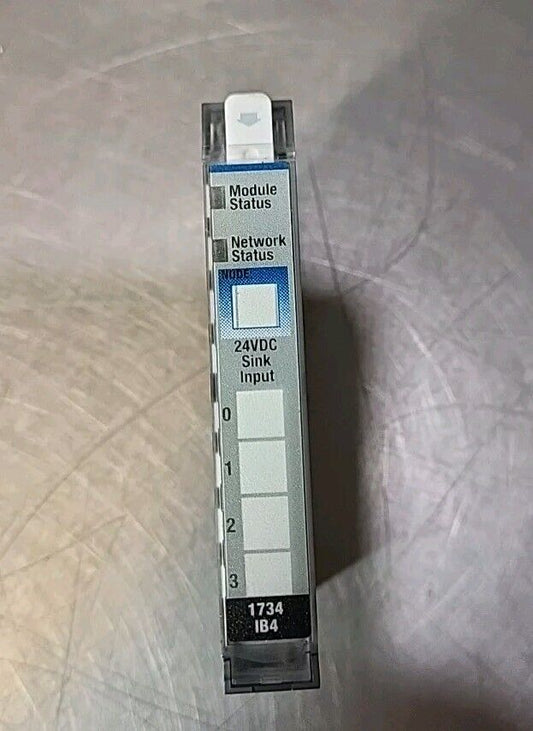 Module
Status
Network
Status
NODE:
24VDC
Sink
Input
0
1
2
3
1734
IB4